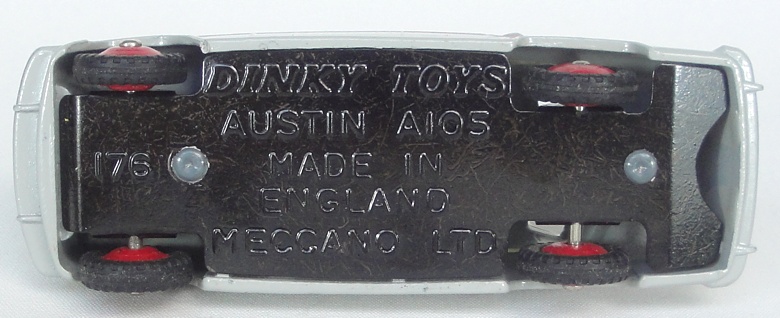 DINKY TOYS
AUSTIN A105
176
MADE IN
ENGLAND
MECCANO LTD